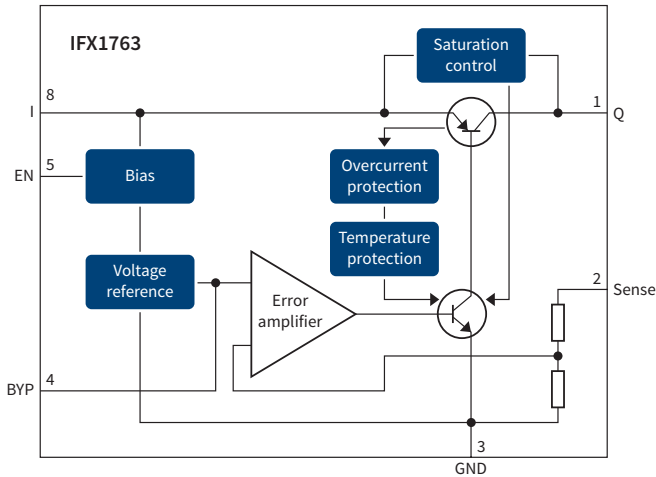 IFX1763
Saturation
control
8
I
1
Q
5
EN
Bias
Overcurrent
protection
Temperature
protection
Voltage
reference
2
Sense
Error
amplifier
4
BYP
3
GND